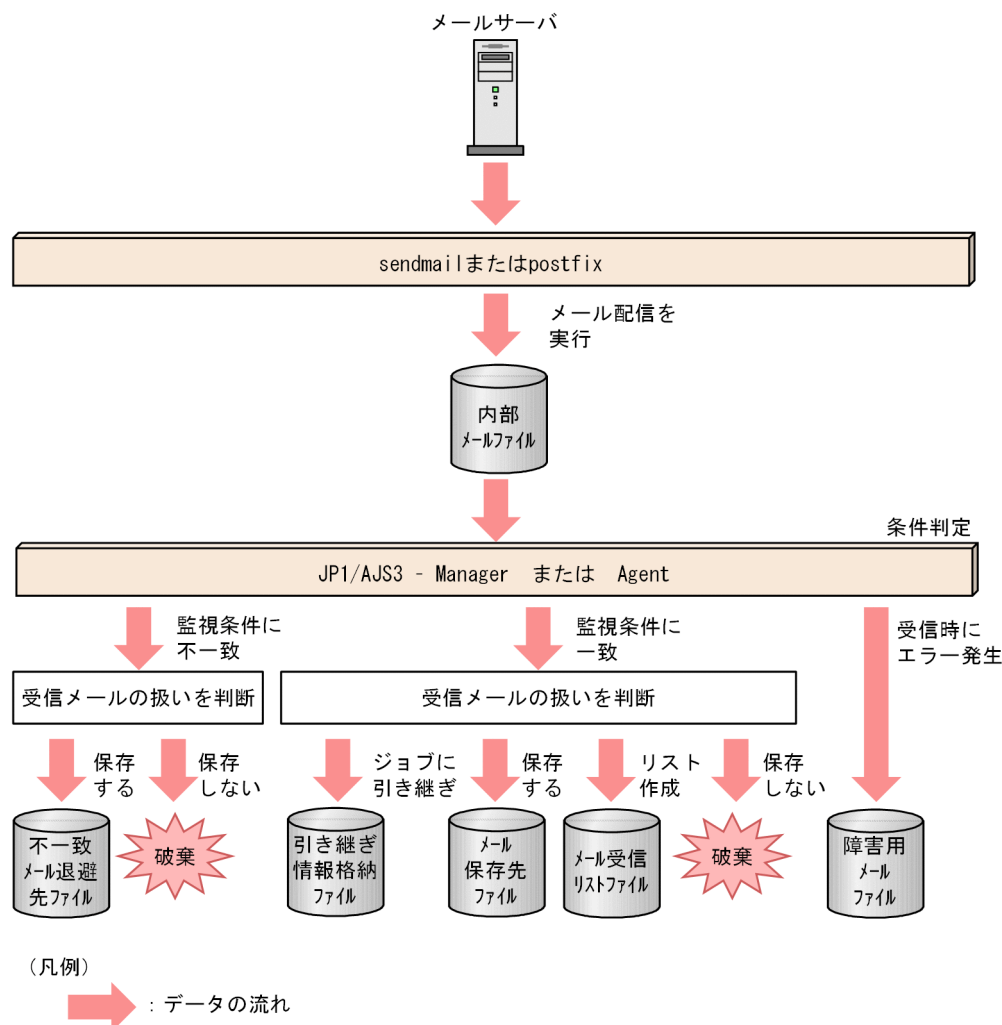 メールサーバ
sendmailまたはpostfix
メール配信を
実行
内部
メールファイル
条件判定
JP1/AJS3 - Manager または Agent
監視条件に
不一致
監視条件に
一致
受信時に
エラー発生
受信メールの扱いを判断
受信メールの扱いを判断
保存
する
保存
しない
ジョブに
引き継ぎ
保存
する
リスト
作成
保存
しない
不一致
メール退避
先ファイル
破棄
引き継ぎ
情報格納
ファイル
メール
保存先
ファイル
メール受信
リストファイル
破棄
障害用
メール
ファイル
(凡例)
:データの流れ